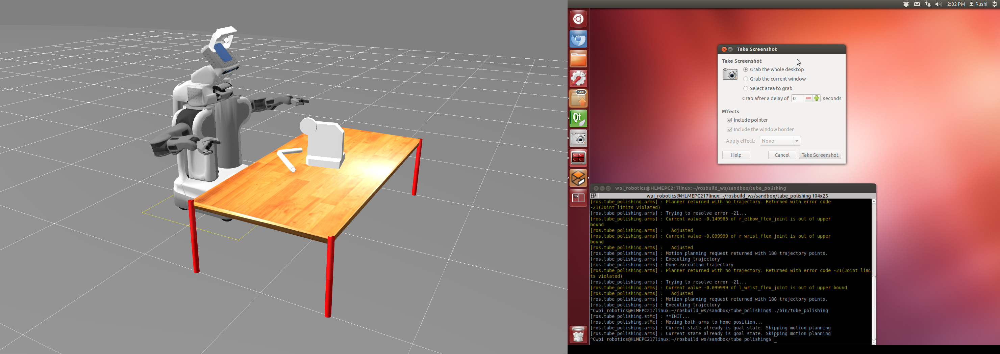 2:02 PM Rushi
500
Qt
Take Screenshot
Take Screenshot
Grab the whole desktop
Grab the current window
Select area to grab
Grab after a delay of 0 seconds
Effects
Include pointer
Include the window border
Apply effect: None
Help Cancel Take Screenshot
wpi_robotics@HLMEPC217linux: ~/rosbuild_ws/sandbox/tube_polishing
wpi_robotics@HLMEPC217linux: ~/rosbuild_ws/sandbox/tube_polishing 104x25
[ros.tube_polishing.arms] : Planner returned with no trajectory. Returned with error code
-21(Joint limits violated)
[ros.tube_polishing.arms] : Trying to resolve error -21...
[ros.tube_polishing.arms] : Current value -0.149985 of r_elbow_flex_joint is out of upper
bound
[ros.tube_polishing.arms] :   Adjusted
[ros.tube_polishing.arms] : Current value -0.099999 of r_wrist_flex_joint is out of upper
bound
[ros.tube_polishing.arms] :   Adjusted
[ros.tube_polishing.arms] : Motion planning request returned with 188 trajectory points.
[ros.tube_polishing.arms] : Executing trajectory
[ros.tube_polishing.arms] : Done executing trajectory
[ros.tube_polishing.arms] : Planner returned with no trajectory. Returned with error code -21(Joint limi
ts violated)
[ros.tube_polishing.arms] : Trying to resolve error -21...
[ros.tube_polishing.arms] : Current value -0.099999 of l_wrist_flex_joint is out of upper bound
[ros.tube_polishing.arms] :   Adjusted
[ros.tube_polishing.arms] : Motion planning request returned with 188 trajectory points.
[ros.tube_polishing.arms] : Executing trajectory
^Cwpi_robotics@HLMEPC217linux:~/rosbuild_ws/sandbox/tube_polishing$ ./bin/tube_polishing
[ros.tube_polishing.stMc] : **INIT...
[ros.tube_polishing.stMc] : Moving both_arms to home position...
[ros.tube_polishing.arms] : Current state already is goal state. Skipping motion planning
[ros.tube_polishing.arms] : Current state already is goal state. Skipping motion planning
^Cwpi_robotics@HLMEPC217linux:~/rosbuild_ws/sandbox/tube_polishing$